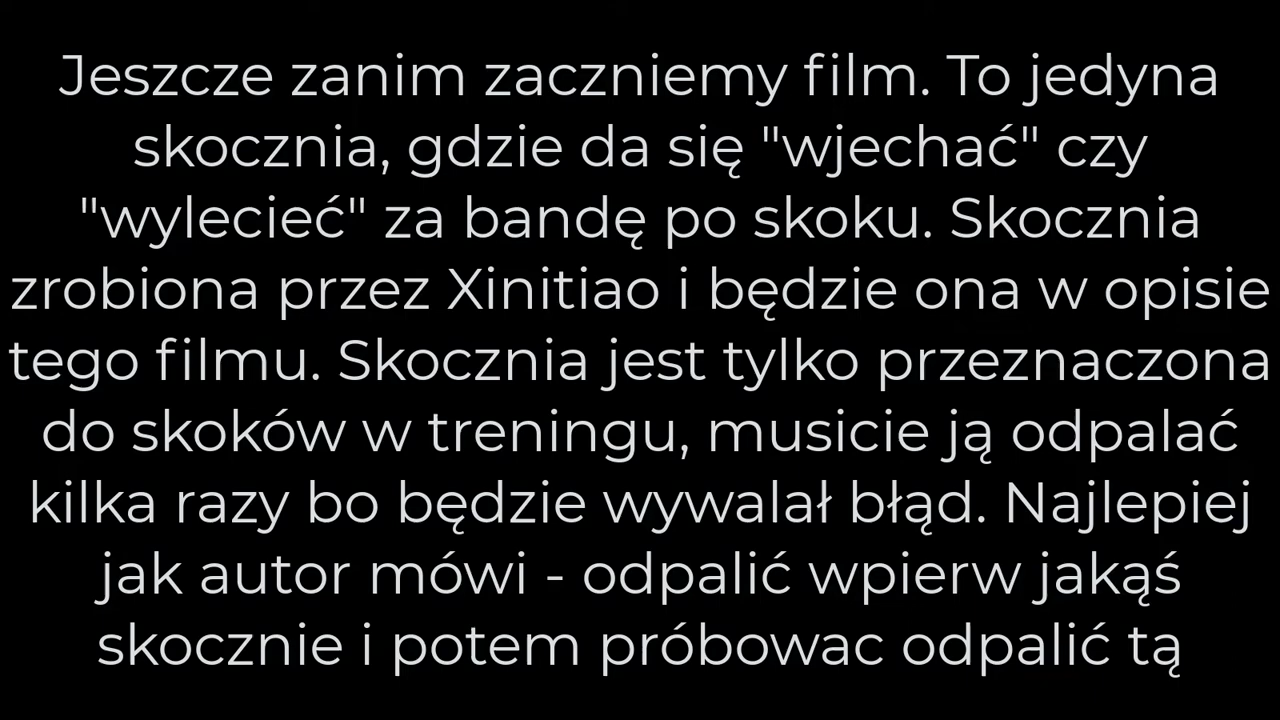 Jeszcze zanim zaczniemy film. To jedyna
skocznia, gdzie da się "wjechać" czy
"wylecieć" za bandę po skoku. Skocznia
zrobiona przez Xinitiao i będzie ona w opisie
tego filmu. Skocznia jest tylko przeznaczona
do skoków w treningu, musicie ją odpalać
kilka razy bo będzie wywalał błąd. Najlepiej
jak autor mówi - odpalić wpierw jakąś
skocznie i potem próbowac odpalić tą